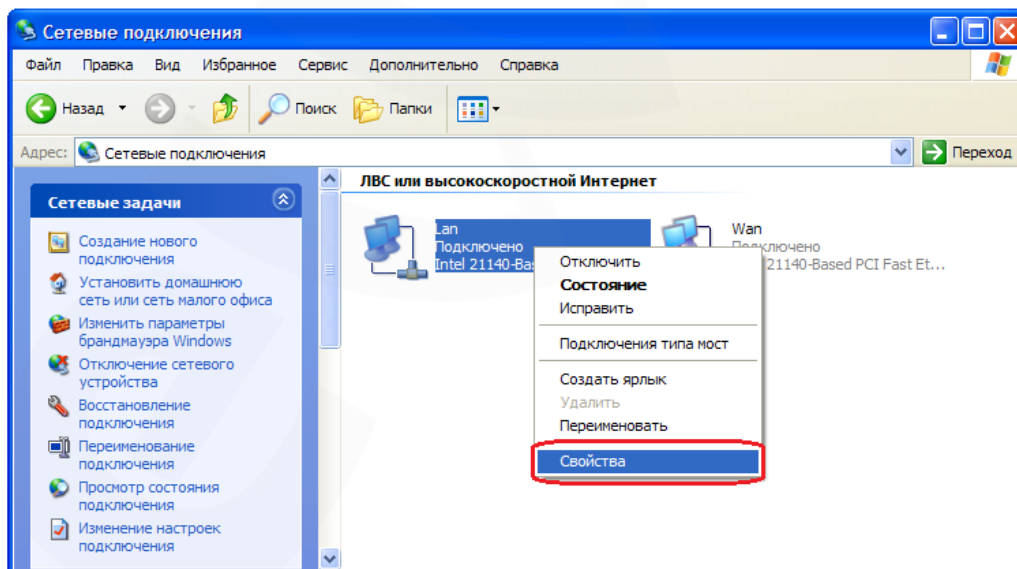 Сетевые подключения
Файл Правка Вид Избранное Сервис Дополнительно Справка
Назад Поиск Папки
Адрес: Сетевые подключения Переход
Сетевые задачи
Создание нового
подключения
Установить домашнюю
сеть или сеть малого офиса
Изменить параметры
брандмауэра Windows
Отключение сетевого
устройства
Восстановление
подключения
Переименование
подключения
Просмотр состояния
подключения
Изменение настроек
подключения
ЛВС или высокоскоростной Интернет
Lan
Подключено
Intel 21140-Bas
Wan
Подключено
21140-Based PCI Fast Et...
Отключить
Состояние
Исправить
Подключения типа мост
Создать ярлык
Удалить
Переименовать
Свойства